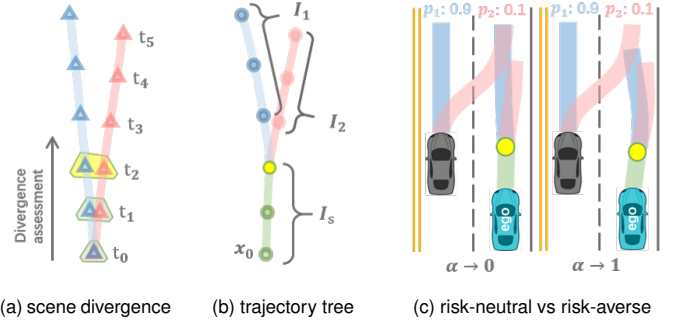 t₅
t₄
t₃
t₂
t₁
t₀
Divergence
assessment
(a) scene divergence
I₁
I₂
Iₛ
x₀
(b) trajectory tree
p₁: 0.9 p₂: 0.1
p₁: 0.9 p₂: 0.1
ego
ego
α → 0
α → 1
(c) risk-neutral vs risk-averse